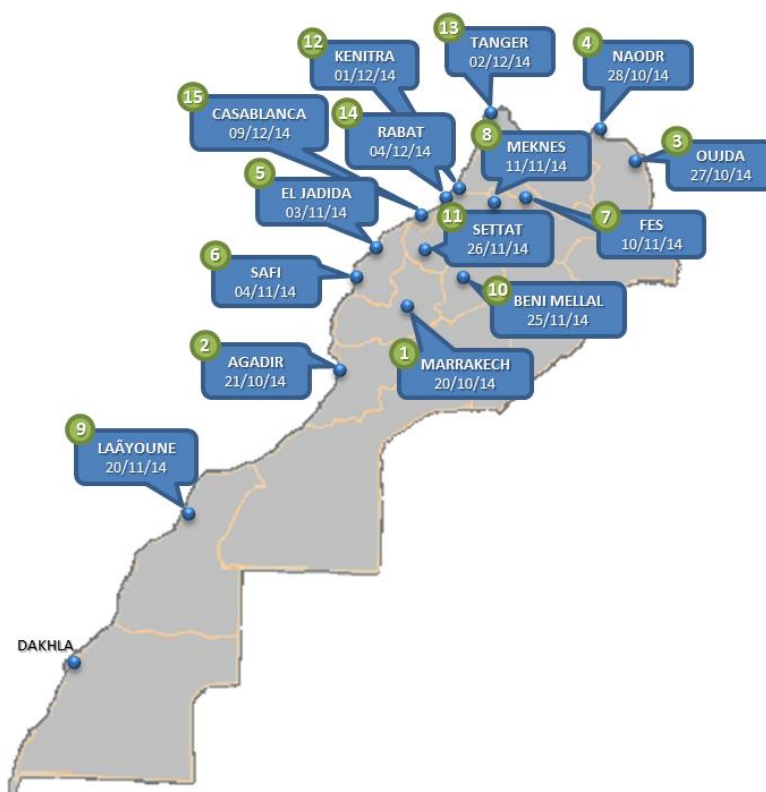 13
TANGER
02/12/14
4
NAODR
28/10/14
12
KENITRA
01/12/14
15
CASABLANCA
09/12/14
14
RABAT
04/12/14
8
MEKNES
11/11/14
3
OUJDA
27/10/14
5
EL JADIDA
03/11/14
11
SETTAT
26/11/14
7
FES
10/11/14
6
SAFI
04/11/14
10
BENI MELLAL
25/11/14
2
AGADIR
21/10/14
1
MARRAKECH
20/10/14
9
LAÂYOUNE
20/11/14
DAKHLA